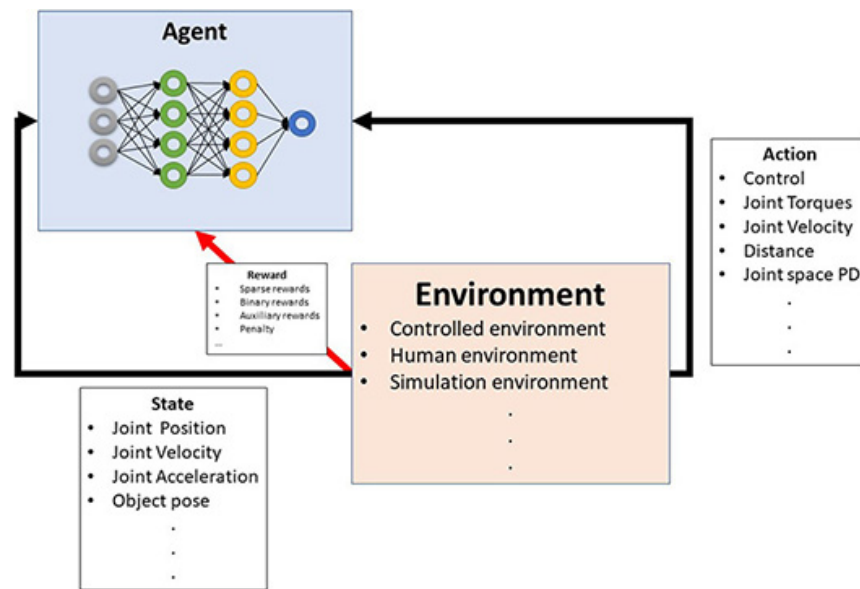 Agent
Action
• Control
• Joint Torques
• Joint Velocity
• Distance
• Joint space PD
.
.
.
Reward
• Sparse rewards
• Binary rewards
• Auxiliary rewards
• Penalty
...
Environment
• Controlled environment
• Human environment
• Simulation environment
.
.
.
State
• Joint Position
• Joint Velocity
• Joint Acceleration
• Object pose
.
.
.